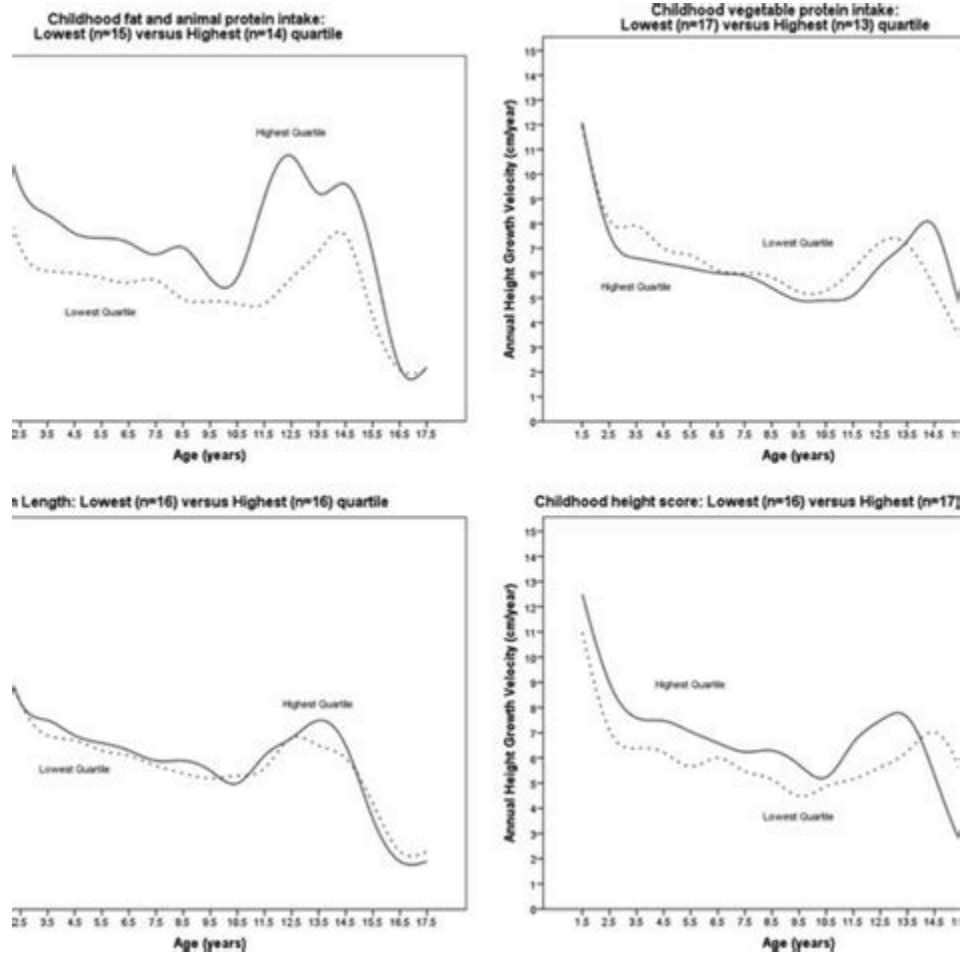 Childhood fat and animal protein intake:
Lowest (n=15) versus Highest (n=14) quartile
Highest Quartile
Lowest Quartile
2.5 3.5 4.5 5.5 6.5 7.5 8.5 9.5 10.5 11.5 12.5 13.5 14.5 15.5 16.5 17.5
Age (years)
Childhood vegetable protein intake:
Lowest (n=17) versus Highest (n=13) quartile
Annual Height Growth Velocity (cm/year)
15
14
13
12
11
10
9
8
7
6
5
4
3
2
1
0
Lowest Quartile
Highest Quartile
1.5 2.5 3.5 4.5 5.5 6.5 7.5 8.5 9.5 10.5 11.5 12.5 13.5 14.5
Age (years)
Length: Lowest (n=16) versus Highest (n=16) quartile
Highest Quartile
Lowest Quartile
2.5 3.5 4.5 5.5 6.5 7.5 8.5 9.5 10.5 11.5 12.5 13.5 14.5 15.5 16.5 17.5
Age (years)
Childhood height score: Lowest (n=16) versus Highest (n=17)
Annual Height Growth Velocity (cm/year)
15
14
13
12
11
10
9
8
7
6
5
4
3
2
1
0
Highest Quartile
Lowest Quartile
1.5 2.5 3.5 4.5 5.5 6.5 7.5 8.5 9.5 10.5 11.5 12.5 13.5 14.5
Age (years)